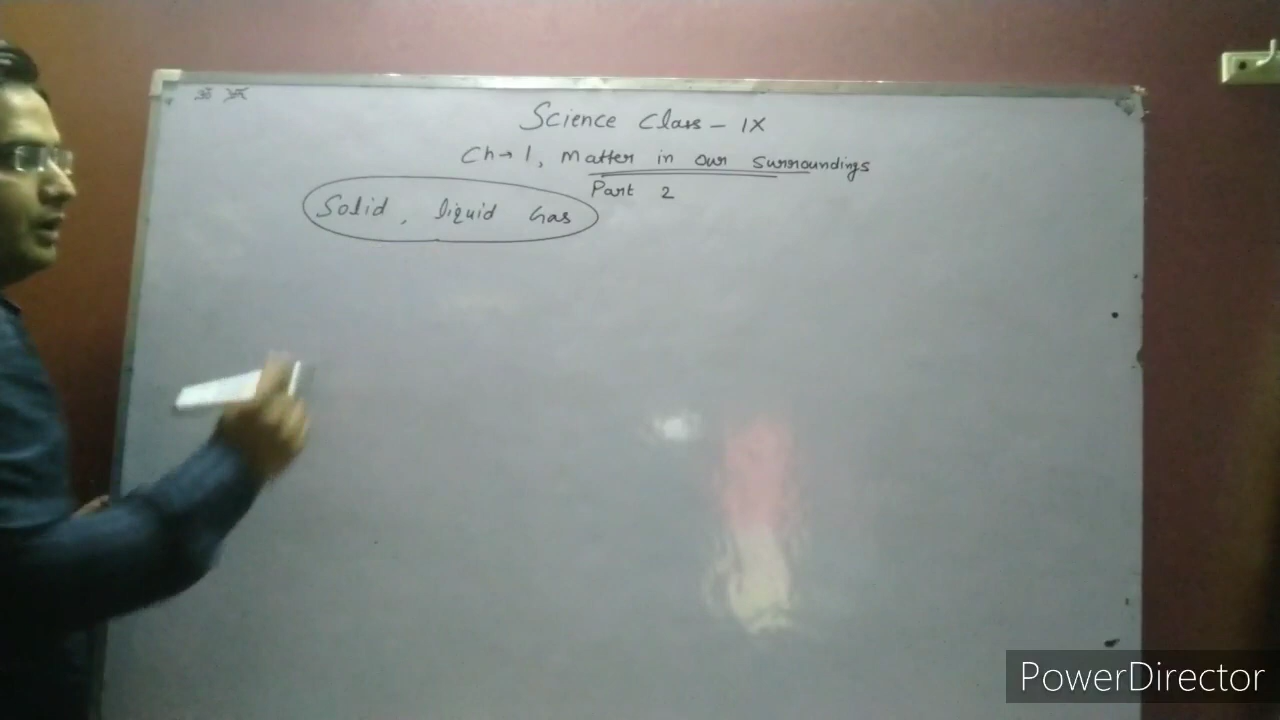 Science Class – IX
Ch → 1, Matter in our surroundings
Part 2
Solid, liquid Gas
PowerDirector